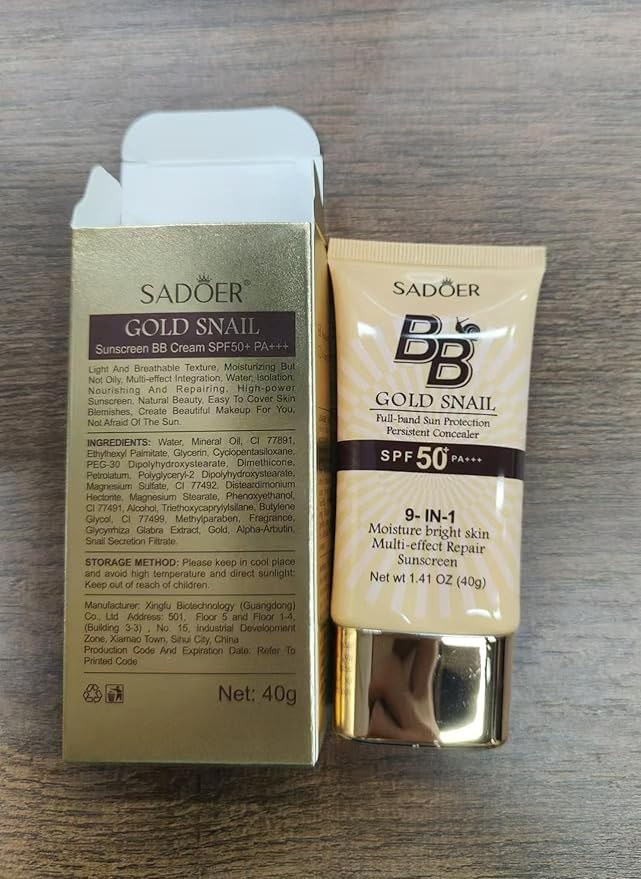 SADOER®
GOLD SNAIL
Sunscreen BB Cream SPF50+ PA+++
Light And Breathable Texture, Moisturizing But
Not Oily, Multi-effect Integration, Water, Isolation,
Nourishing And Repairing, High-power
Sunscreen, Natural Beauty, Easy To Cover Skin
Blemishes, Create Beautiful Makeup For You,
Not Afraid Of The Sun.
INGREDIENTS: Water, Mineral Oil, CI 77891,
Ethylhexyl Palmitate, Glycerin, Cyclopentasiloxane,
PEG-30 Dipolyhydroxystearate, Dimethicone,
Petrolatum, Polyglyceryl-2 Dipolyhydroxystearate,
Magnesium Sulfate, CI 77492, Disteardimonium
Hectorite, Magnesium Stearate, Phenoxyethanol,
CI 77491, Alcohol, Triethoxycaprylylsilane, Butylene
Glycol, CI 77499, Methylparaben, Fragrance,
Glycyrrhiza Glabra Extract, Gold, Alpha-Arbutin,
Snail Secretion Filtrate.
STORAGE METHOD: Please keep in cool place
and avoid high temperature and direct sunlight;
Keep out of reach of children.
Manufacturer: Xingfu Biotechnology (Guangdong)
Co., Ltd Address: 501, Floor 5 and Floor 1-4,
(Building 3-3) , No. 15, Industrial Development
Zone, Xiamao Town, Sihui City, China
Production Code And Expiration Date: Refer To
Printed Code
Net: 40g
SADOER
BB
GOLD SNAIL
Full-band Sun Protection
Persistent Concealer
SPF 50+ PA+++
9- IN-1
Moisture bright skin
Multi-effect Repair
Sunscreen
Net wt 1.41 OZ (40g)